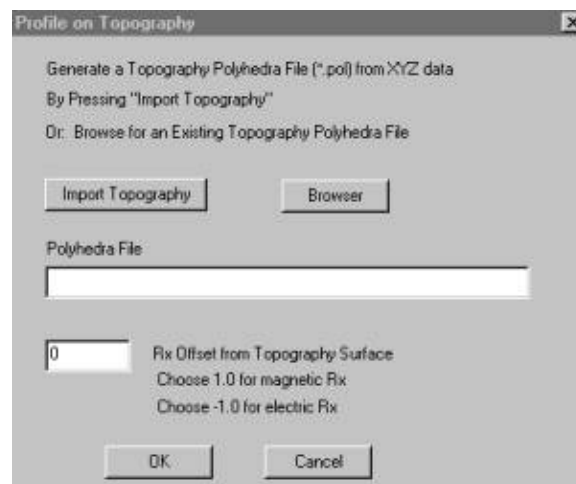 Profile on Topography
Generate a Topography Polyhedra File (*.pol) from XYZ data
By Pressing "Import Topography"
Or: Browse for an Existing Topography Polyhedra File
Import Topography
Browser
Polyhedra File
0
Rx Offset from Topography Surface
Choose 1.0 for magnetic Rx
Choose -1.0 for electric Rx
OK
Cancel